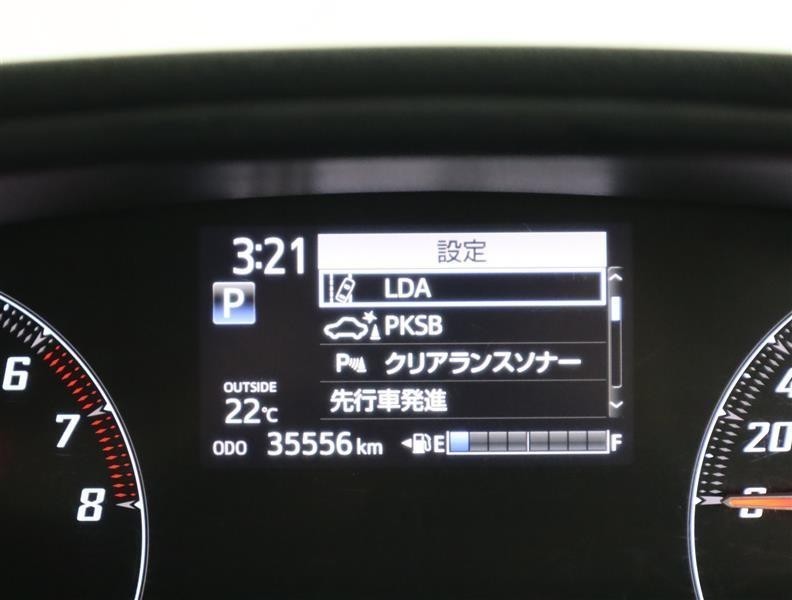 3:21
設定
LDA
P
PKSB
P クリアランスソナー
先行車発進
OUTSIDE
22℃
ODO 35556 km
E F
6
7
8
4
20
0